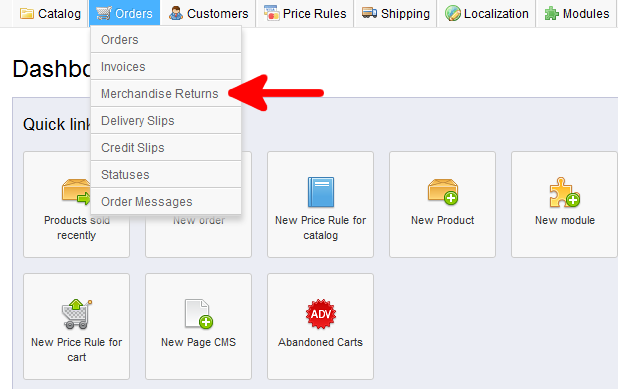 Catalog Orders Customers Price Rules Shipping Localization Modules
Orders
Invoices
Merchandise Returns
Delivery Slips
Credit Slips
Statuses
Order Messages
Dashbo
Quick lin
Products sold
recently
New order
New Price Rule for
catalog
New Product
New module
New Price Rule for
cart
New Page CMS
ADV
Abandoned Carts